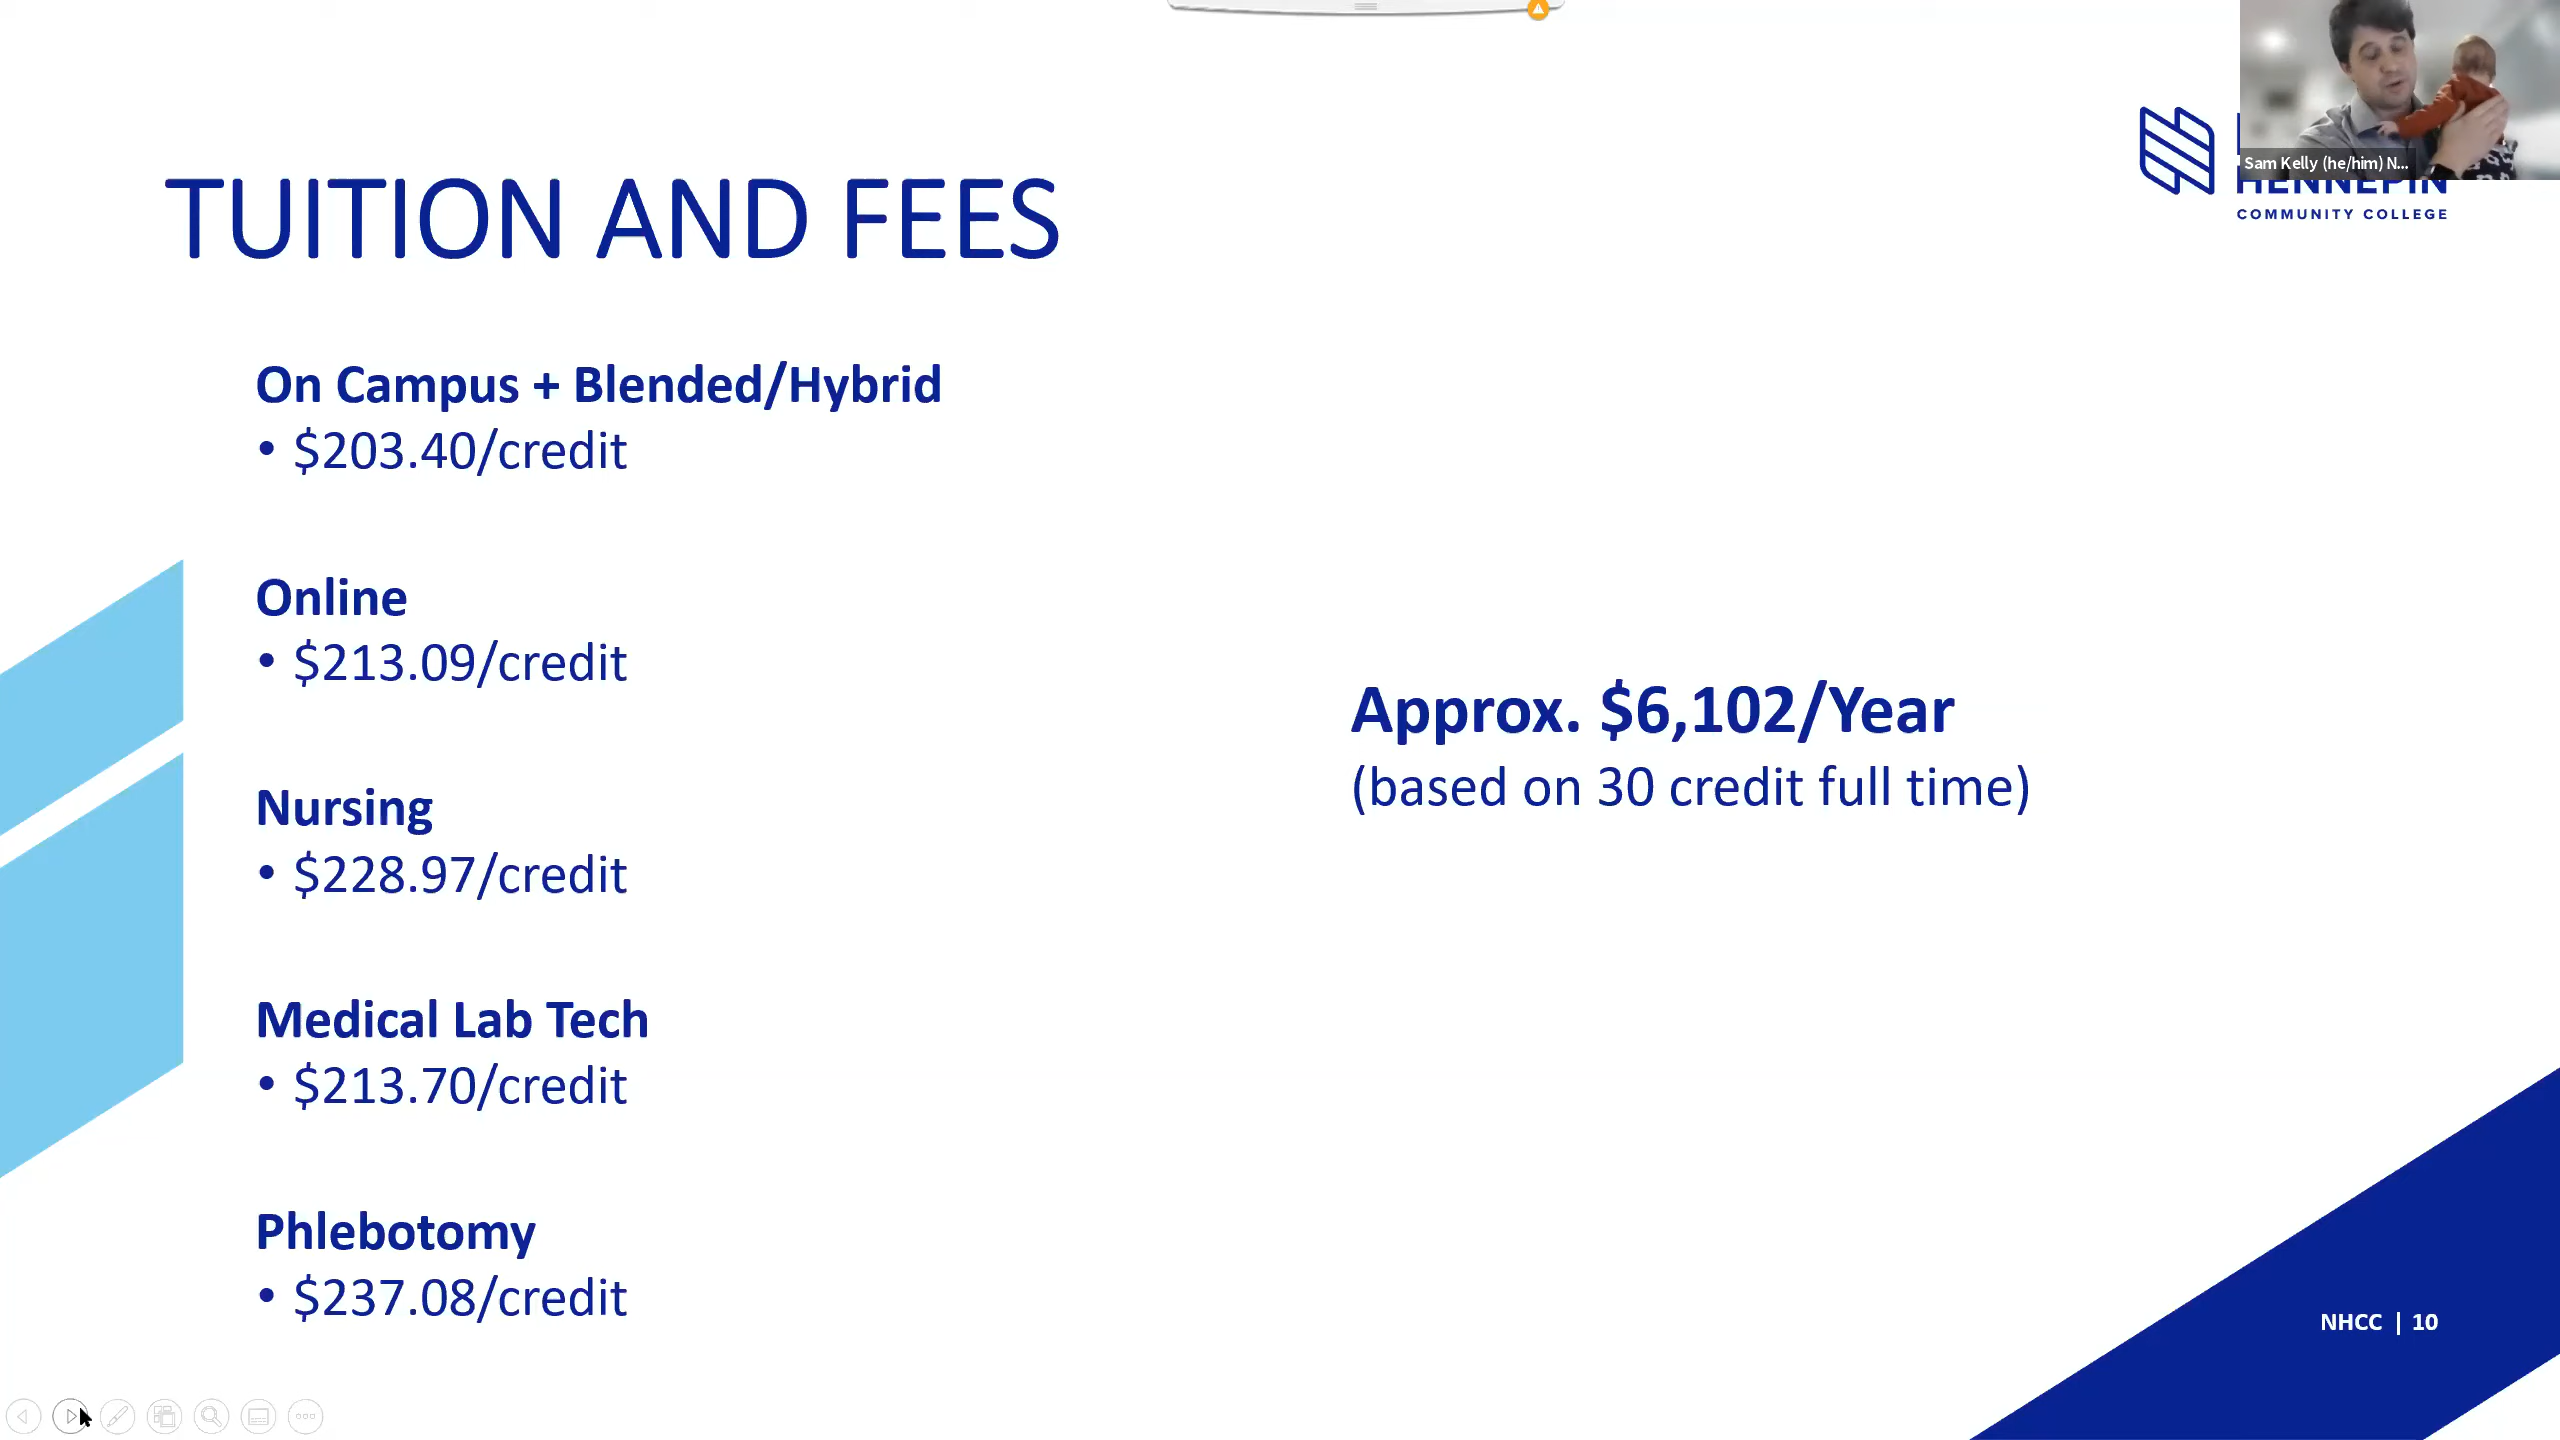 Sam Kelly (he/him) N...
HENNEPIN
COMMUNITY COLLEGE
TUITION AND FEES
On Campus + Blended/Hybrid
• $203.40/credit
Online
• $213.09/credit
Nursing
• $228.97/credit
Medical Lab Tech
• $213.70/credit
Phlebotomy
• $237.08/credit
Approx. $6,102/Year
(based on 30 credit full time)
NHCC | 10